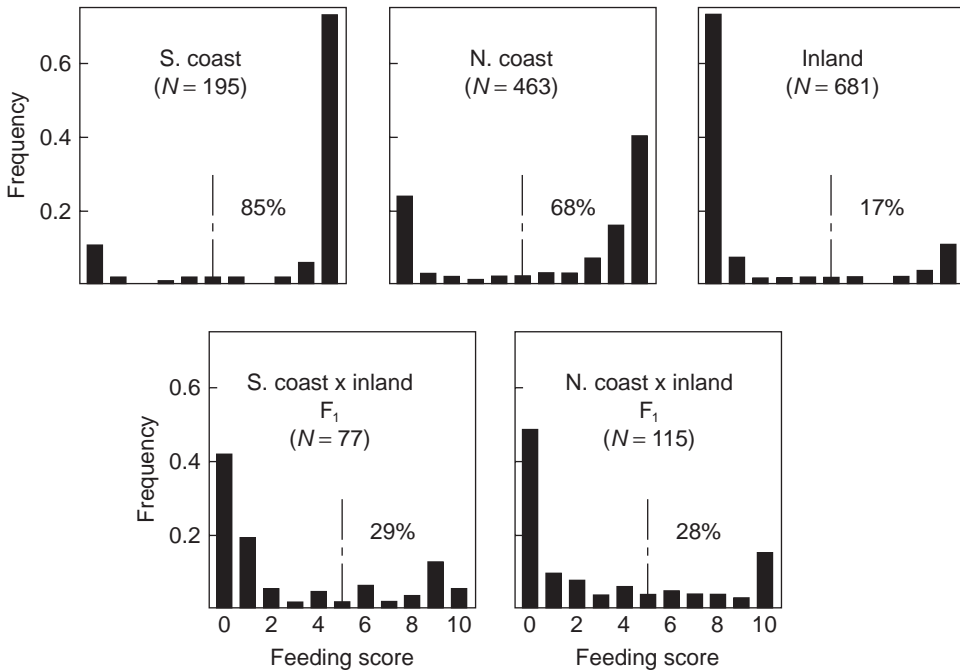 Frequency
0.6
0.4
0.2
S. coast
(N = 195)
85%
N. coast
(N = 463)
68%
Inland
(N = 681)
17%
Frequency
0.6
0.4
0.2
S. coast x inland
F1
(N = 77)
29%
0 2 4 6 8 10
Feeding score
N. coast x inland
F1
(N = 115)
28%
0 2 4 6 8 10
Feeding score